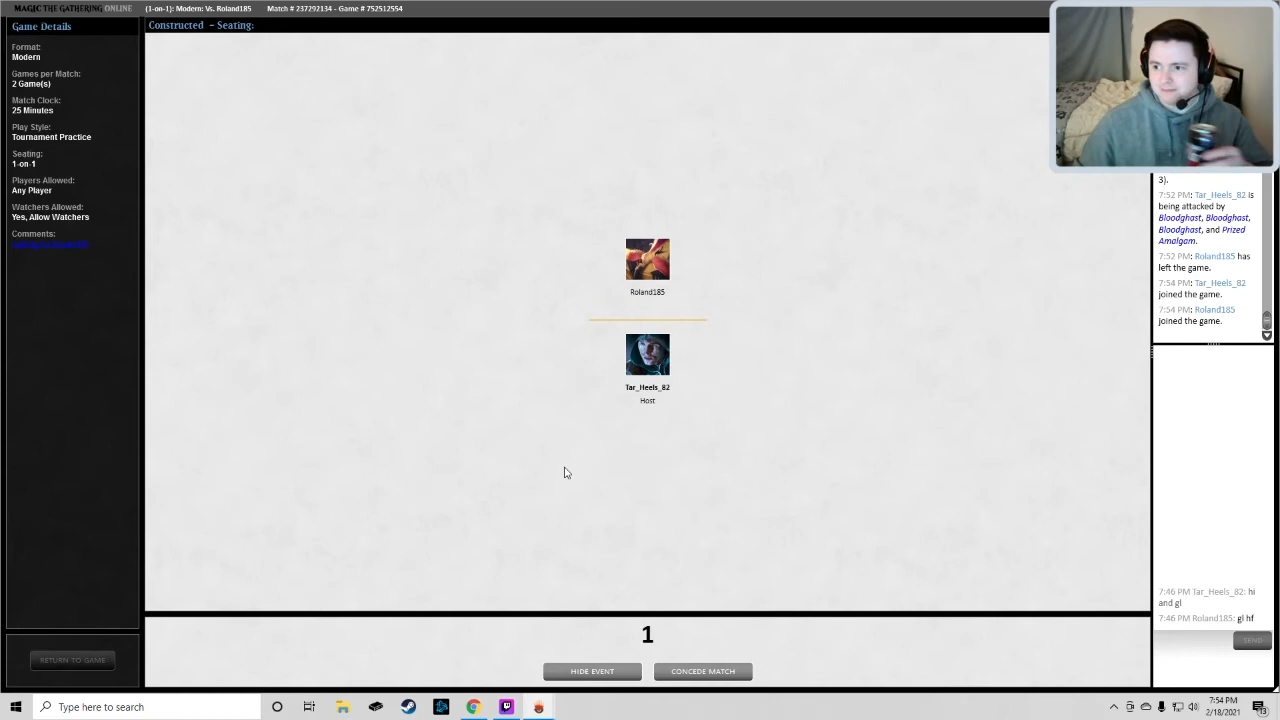 MAGIC THE GATHERING ONLINE
(1-on-1): Modern: Vs. Roland185
Match # 237292134 - Game # 752512554
Game Details
Format:
Modern
Games per Match:
2 Game(s)
Match Clock:
25 Minutes
Play Style:
Tournament Practice
Seating:
1-on-1
Players Allowed:
Any Player
Watchers Allowed:
Yes, Allow Watchers
Comments:
RETURN TO GAME
Constructed - Seating:
Roland185
Tar_Heels_82
Host
1
HIDE EVENT
CONCEDE MATCH
3).
7:52 PM: Tar_Heels_82 is
being attacked by
Bloodghast, Bloodghast,
Bloodghast, and Prized
Amalgam.
7:52 PM: Roland185 has
left the game.
7:54 PM: Tar_Heels_82
joined the game.
7:54 PM: Roland185
joined the game.
7:46 PM Tar_Heels_82: hi
and gl
7:46 PM Roland185: gl hf
SEND
Type here to search
7:54 PM
2/18/2021